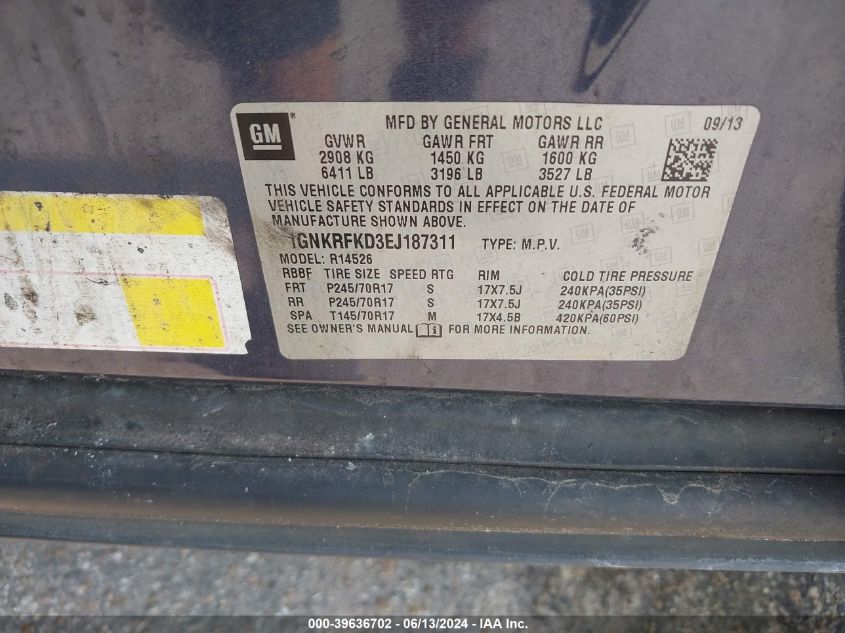 GM
MFD BY GENERAL MOTORS LLC 09/13
GVWR GAWR FRT GAWR RR
2908 KG 1450 KG 1600 KG
6411 LB 3196 LB 3527 LB
THIS VEHICLE CONFORMS TO ALL APPLICABLE U.S. FEDERAL MOTOR
VEHICLE SAFETY STANDARDS IN EFFECT ON THE DATE OF
MANUFACTURE SHOWN ABOVE.
1GNKRFKD3EJ187311 TYPE: M.P.V.
MODEL: R14526
RBBF TIRE SIZE SPEED RTG RIM COLD TIRE PRESSURE
FRT P245/70R17 S 17X7.5J 240KPA(35PSI)
RR P245/70R17 S 17X7.5J 240KPA(35PSI)
SPA T145/70R17 M 17X4.5B 420KPA(60PSI)
SEE OWNER'S MANUAL FOR MORE INFORMATION.
000-39636702 - 06/13/2024 - IAA Inc.